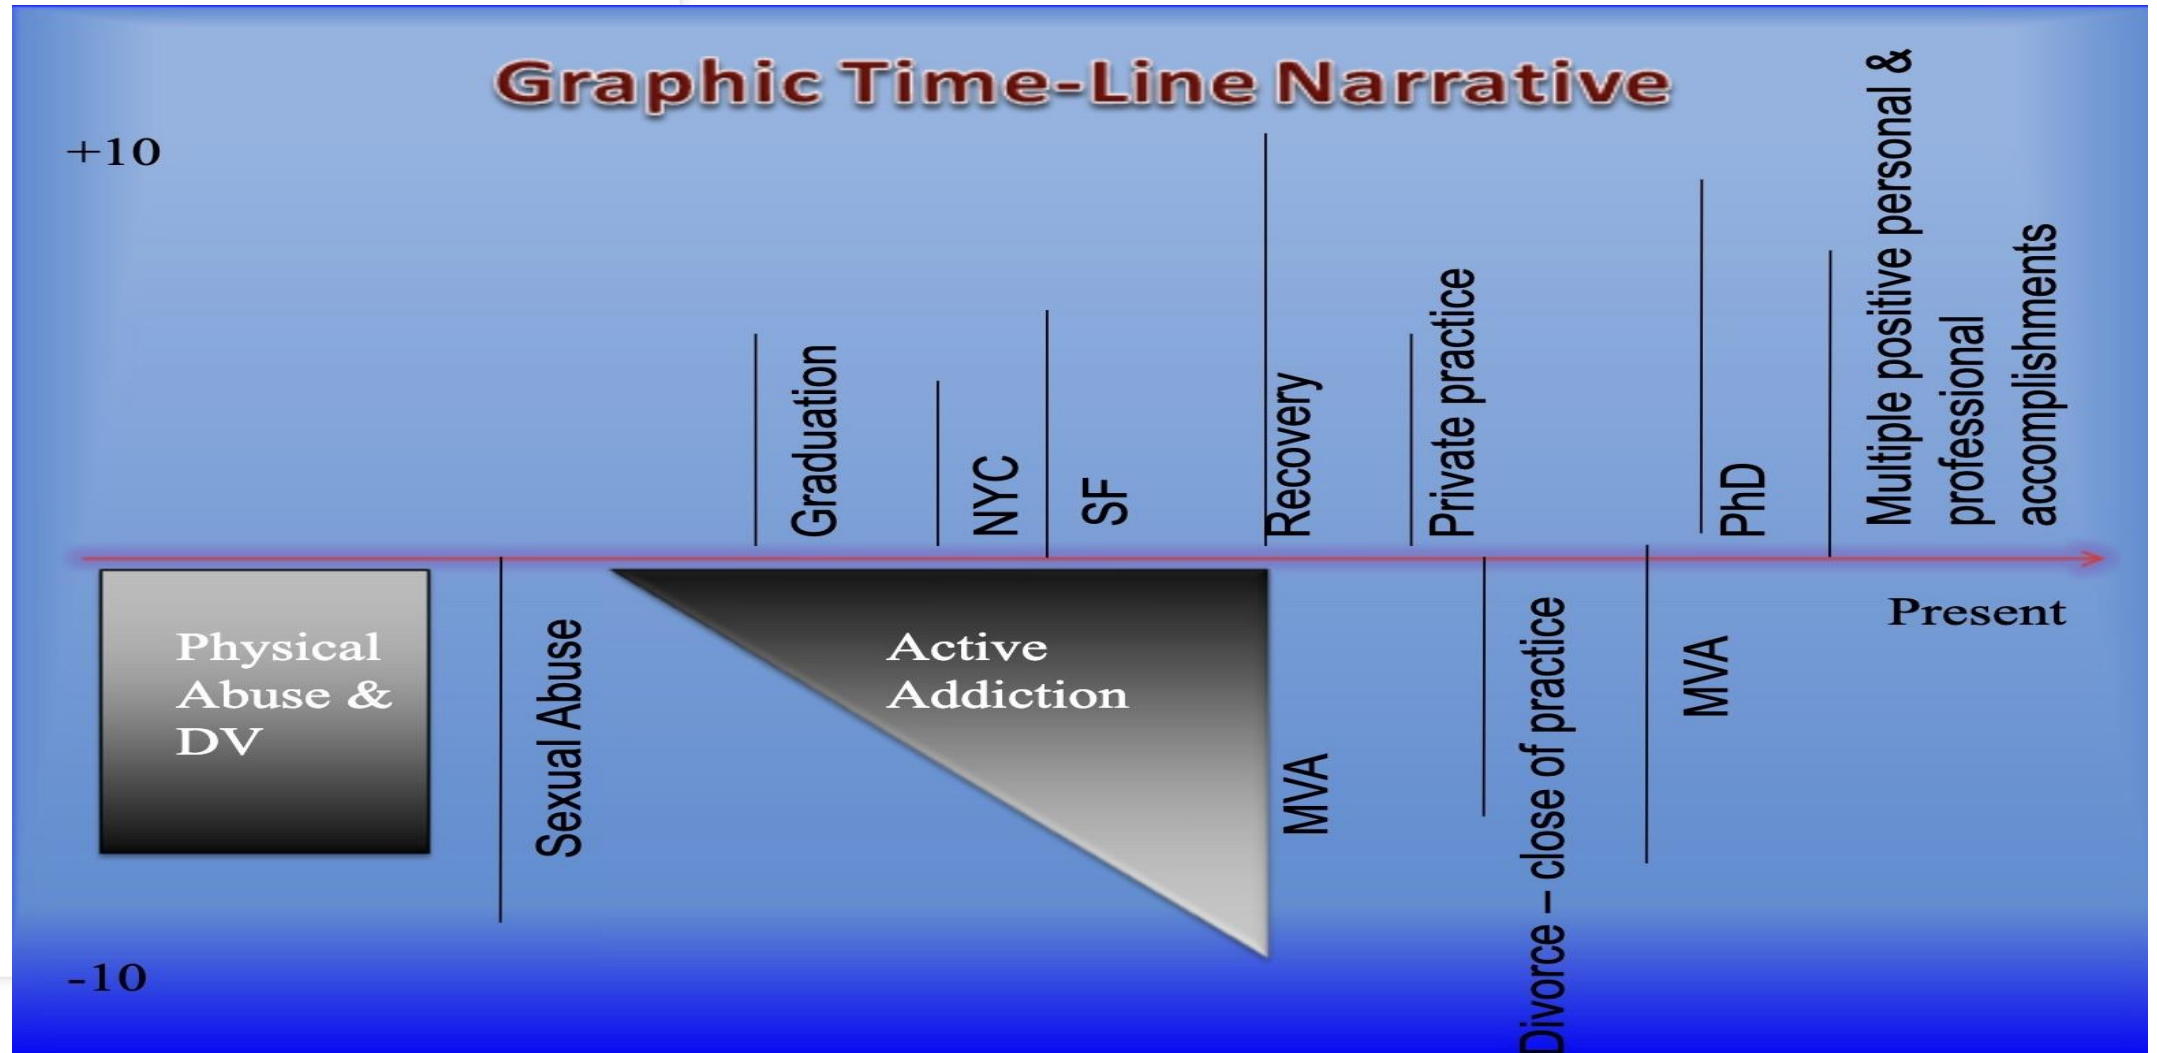 Graphic Time-Line Narrative
+10
Graduation
NYC
SF
Recovery
Private practice
PhD
Multiple positive personal &
professional
accomplishments
Present
Physical
Abuse &
DV
Sexual Abuse
Active
Addiction
MVA
Divorce – close of practice
MVA
-10